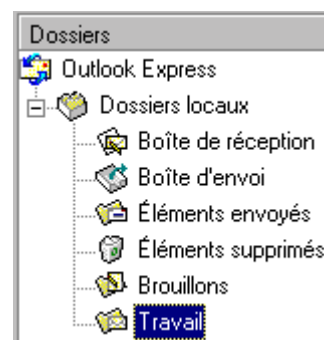 Dossiers
Outlook Express
Dossiers locaux
Boîte de réception
Boîte d'envoi
Éléments envoyés
Éléments supprimés
Brouillons
Travail